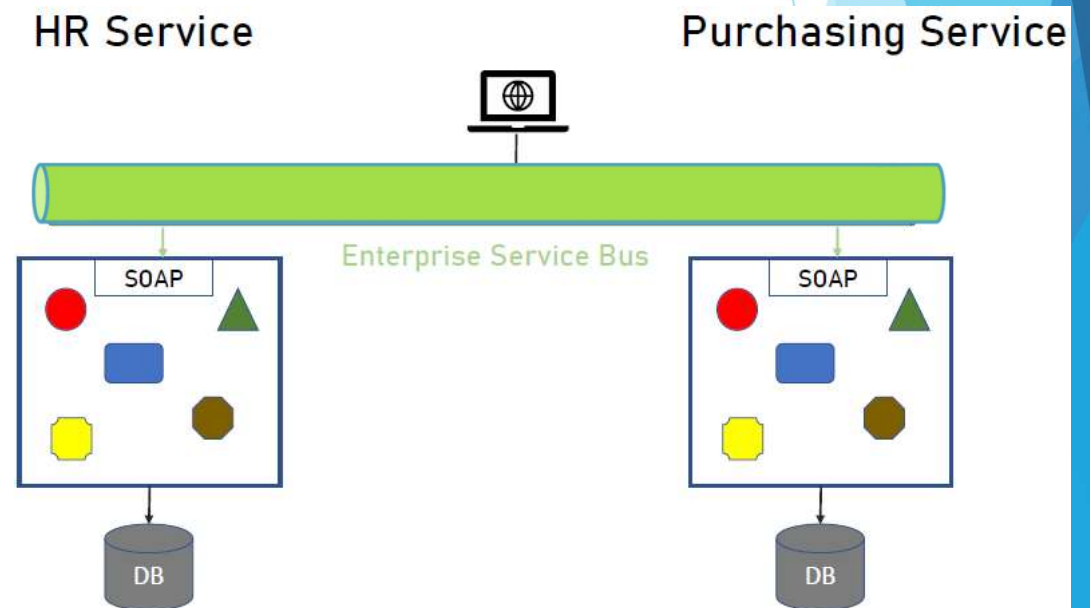 HR Service
Purchasing Service
Enterprise Service Bus
SOAP
SOAP
DB
DB